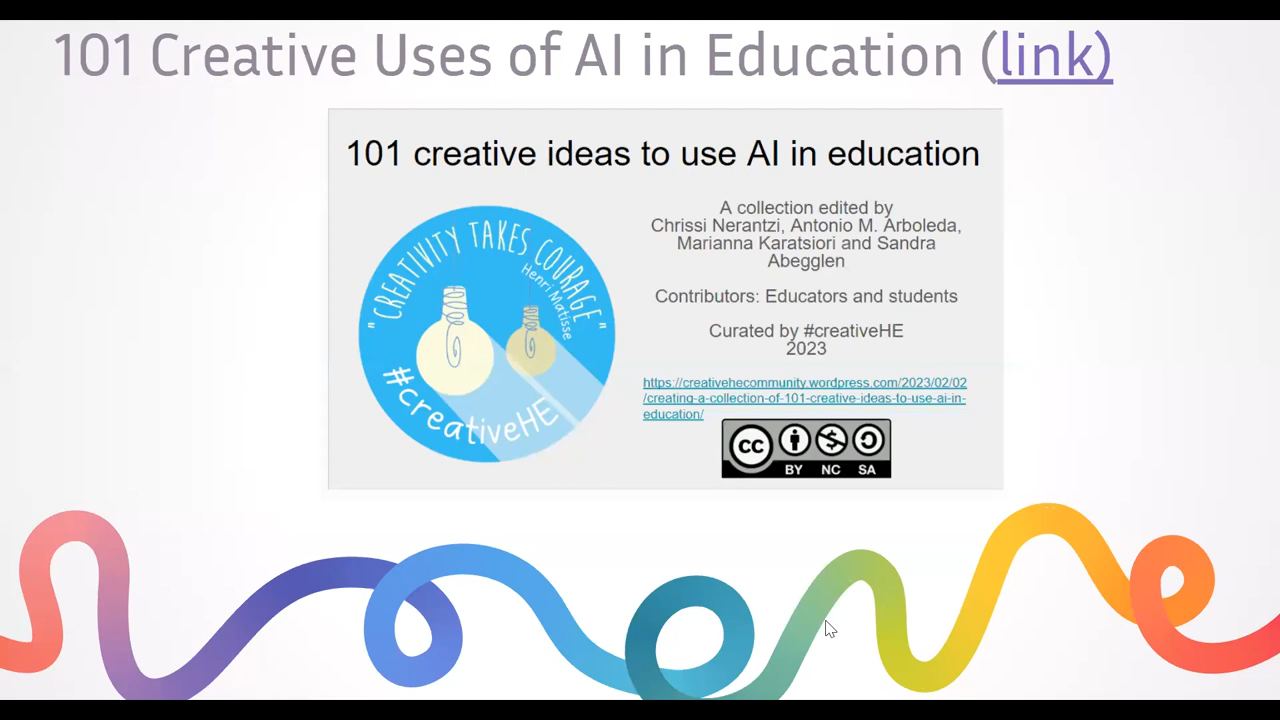 101 Creative Uses of AI in Education (link)
101 creative ideas to use AI in education
"CREATIVITY TAKES COURAGE"
Henri Matisse
#creativeHE
A collection edited by
Chrissi Nerantzi, Antonio M. Arboleda,
Marianna Karatsiori and Sandra
Abegglen
Contributors: Educators and students
Curated by #creativeHE
2023
https://creativehecommunity.wordpress.com/2023/02/02
/creating-a-collection-of-101-creative-ideas-to-use-ai-in-
education/
CC
BY NC SA